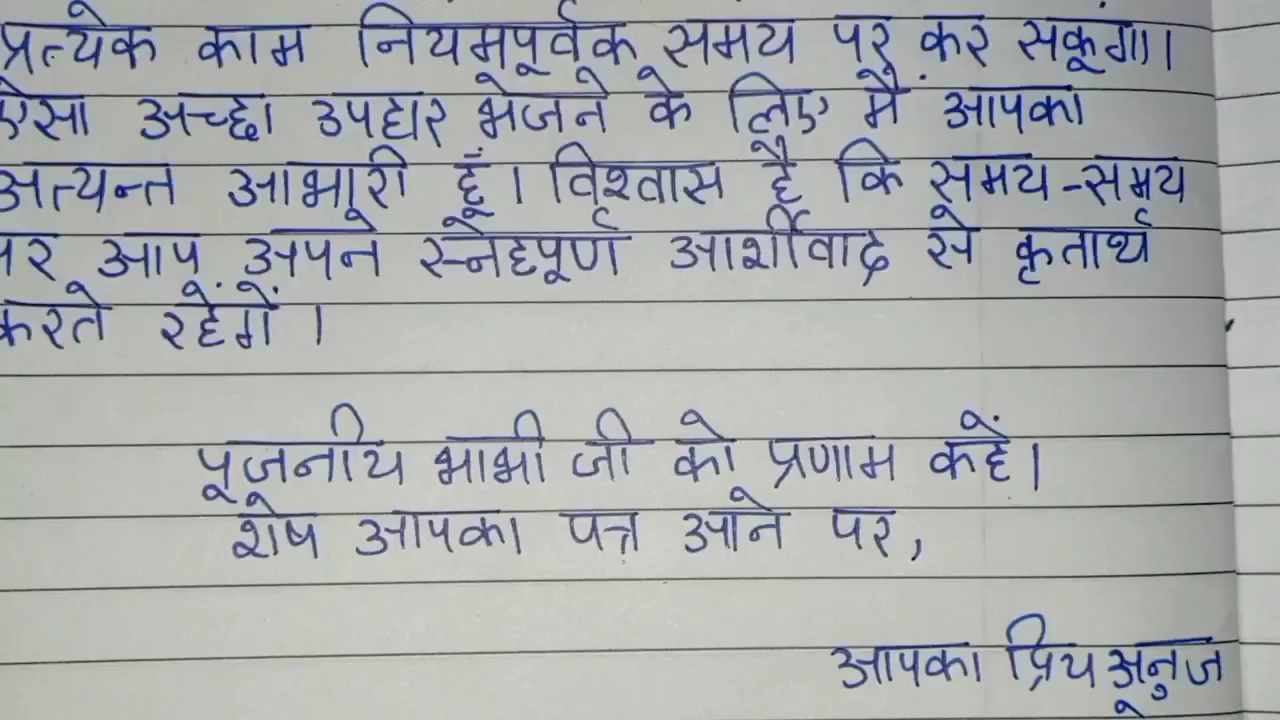 प्रत्येक काम नियमपूर्वक समय पर कर सकूंगा।
ऐसा अच्छा उपहार भेजने के लिए मैं आपका
अत्यन्त आभारी हूँ। विश्वास है कि समय-समय
पर आप अपने स्नेहपूर्ण आर्शीवाद से कृतार्थ
करते रहेंगें।
पूजनीय भाभी जी को प्रणाम कहें।
शेष आपका पत्र आने पर,
आपका प्रिय अनुज